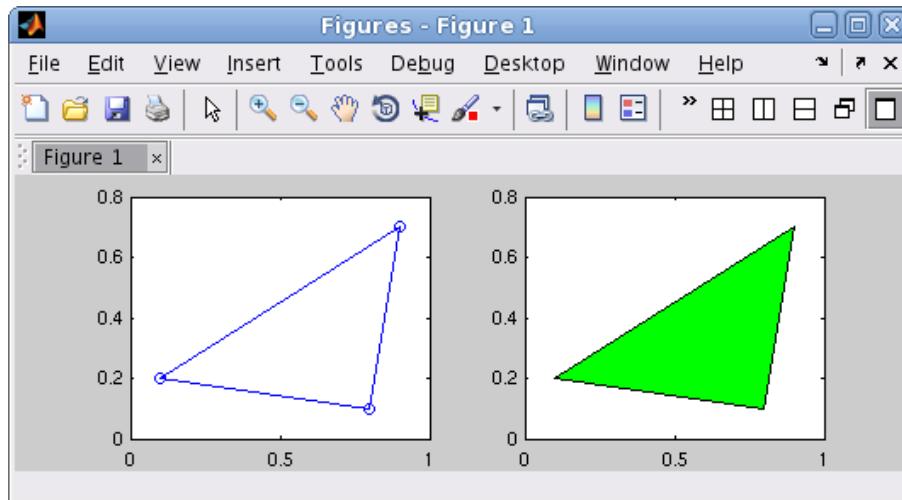 Figures - Figure 1
File Edit View Insert Tools Debug Desktop Window Help
Figure 1
0.8 0.8
0.6 0.6
0.4 0.4
0.2 0.2
0 0
0 0.5 1 0 0.5 1